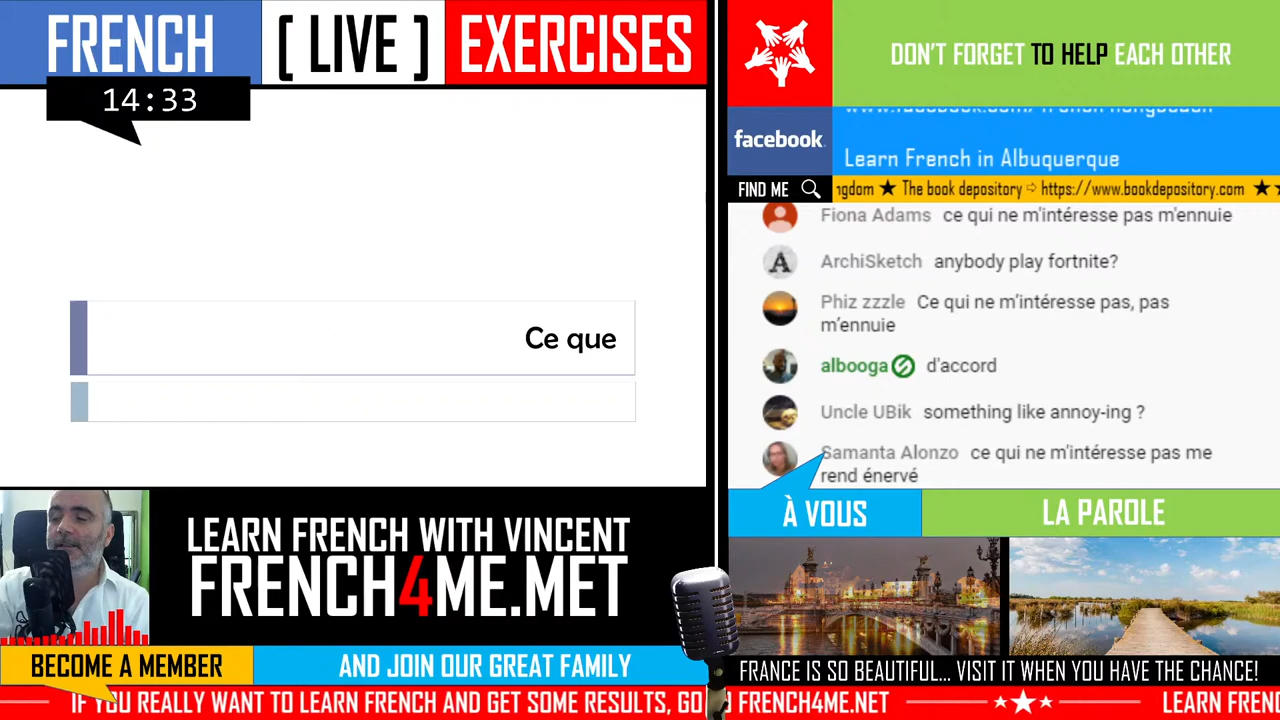 FRENCH [ LIVE ] EXERCISES
14:33
Ce que
LEARN FRENCH WITH VINCENT
FRENCH4ME.MET
BECOME A MEMBER
AND JOIN OUR GREAT FAMILY
DON'T FORGET TO HELP EACH OTHER
facebook
Learn French in Albuquerque
FIND ME
ngdom ★ The book depository ⇨ https://www.bookdepository.com ★
Fiona Adams ce qui ne m'intéresse pas m'ennuie
ArchiSketch anybody play fortnite?
Phiz zzzle Ce qui ne m'intéresse pas, pas
m'ennuie
albooga d'accord
Uncle UBik something like annoy-ing ?
Samanta Alonzo ce qui ne m'intéresse pas me
rend énervé
À VOUS
LA PAROLE
FRANCE IS SO BEAUTIFUL... VISIT IT WHEN YOU HAVE THE CHANCE!
IF YOU REALLY WANT TO LEARN FRENCH AND GET SOME RESULTS, GO FRENCH4ME.NET LEARN